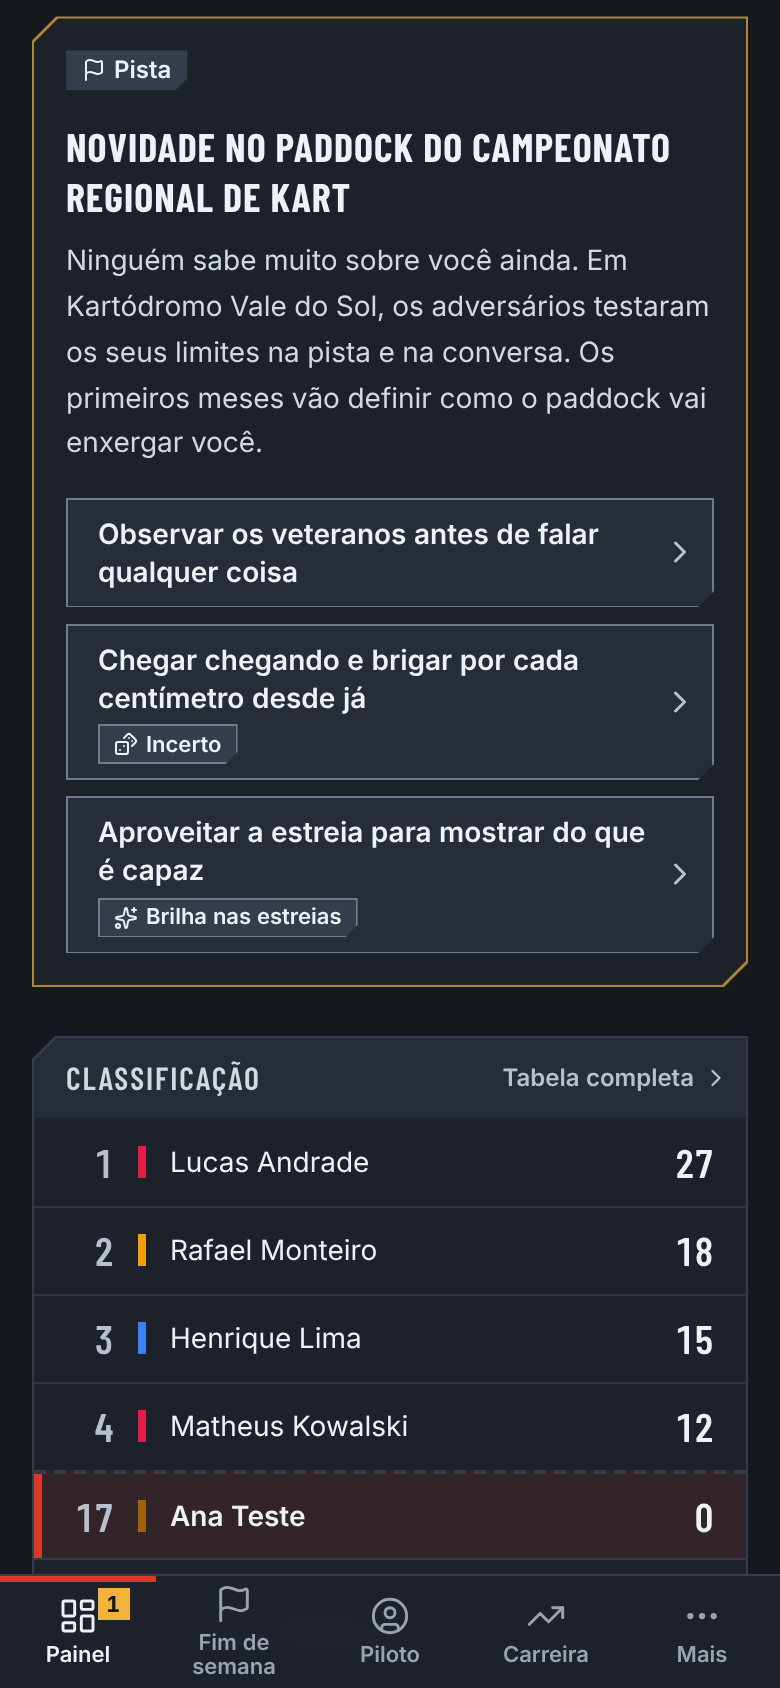 Pista
NOVIDADE NO PADDOCK DO CAMPEONATO
REGIONAL DE KART
Ninguém sabe muito sobre você ainda. Em
Kartódromo Vale do Sol, os adversários testaram
os seus limites na pista e na conversa. Os
primeiros meses vão definir como o paddock vai
enxergar você.
Observar os veteranos antes de falar
qualquer coisa
Chegar chegando e brigar por cada
centímetro desde já
Incerto
Aproveitar a estreia para mostrar do que
é capaz
Brilha nas estreias
CLASSIFICAÇÃO Tabela completa
1 Lucas Andrade 27
2 Rafael Monteiro 18
3 Henrique Lima 15
4 Matheus Kowalski 12
17 Ana Teste 0
1
Painel
Fim de
semana
Piloto
Carreira
Mais